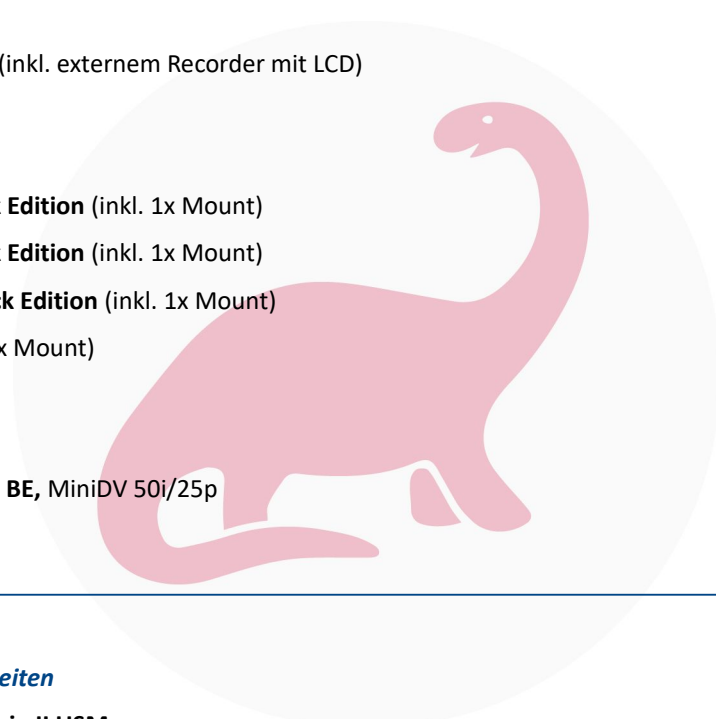 (inkl. externem Recorder mit LCD)
Edition (inkl. 1x Mount)
Edition (inkl. 1x Mount)
ck Edition (inkl. 1x Mount)
x Mount)
BE, MiniDV 50i/25p
eiten